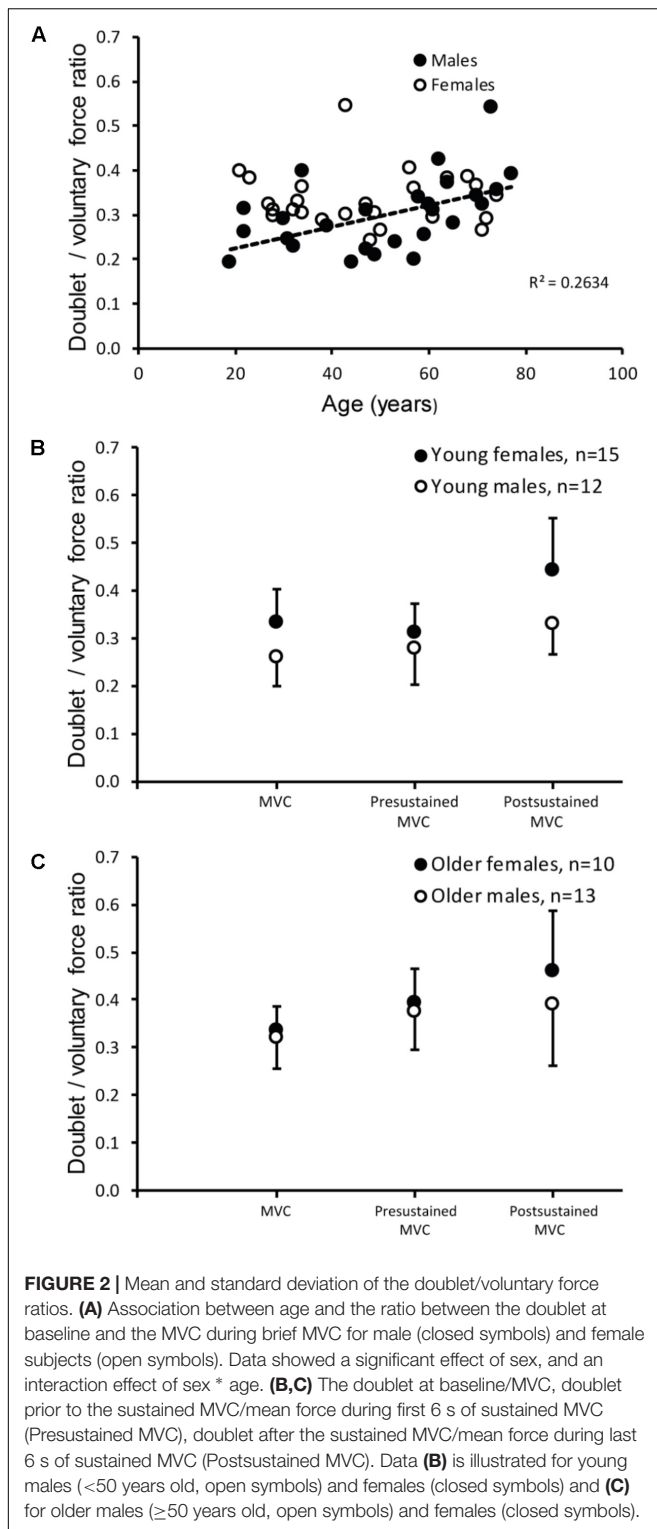 A
Males
Females
Doublet / voluntary force ratio
0.7
0.6
0.5
0.4
0.3
0.2
0.1
0
R² = 0.2634
0 20 40 60 80 100
Age (years)
B
Young females, n=15
Young males, n=12
Doublet / voluntary force ratio
0.7
0.6
0.5
0.4
0.3
0.2
0.1
0.0
MVC Presustained MVC Postsustained MVC
C
Older females, n=10
Older males, n=13
Doublet / voluntary force ratio
0.7
0.6
0.5
0.4
0.3
0.2
0.1
0.0
MVC Presustained MVC Postsustained MVC
FIGURE 2 | Mean and standard deviation of the doublet/voluntary force
ratios. (A) Association between age and the ratio between the doublet at
baseline and the MVC during brief MVC for male (closed symbols) and female
subjects (open symbols). Data showed a significant effect of sex, and an
interaction effect of sex * age. (B,C) The doublet at baseline/MVC, doublet
prior to the sustained MVC/mean force during first 6 s of sustained MVC
(Presustained MVC), doublet after the sustained MVC/mean force during last
6 s of sustained MVC (Postsustained MVC). Data (B) is illustrated for young
males (<50 years old, open symbols) and females (closed symbols) and (C)
for older males (≥50 years old, open symbols) and females (closed symbols).